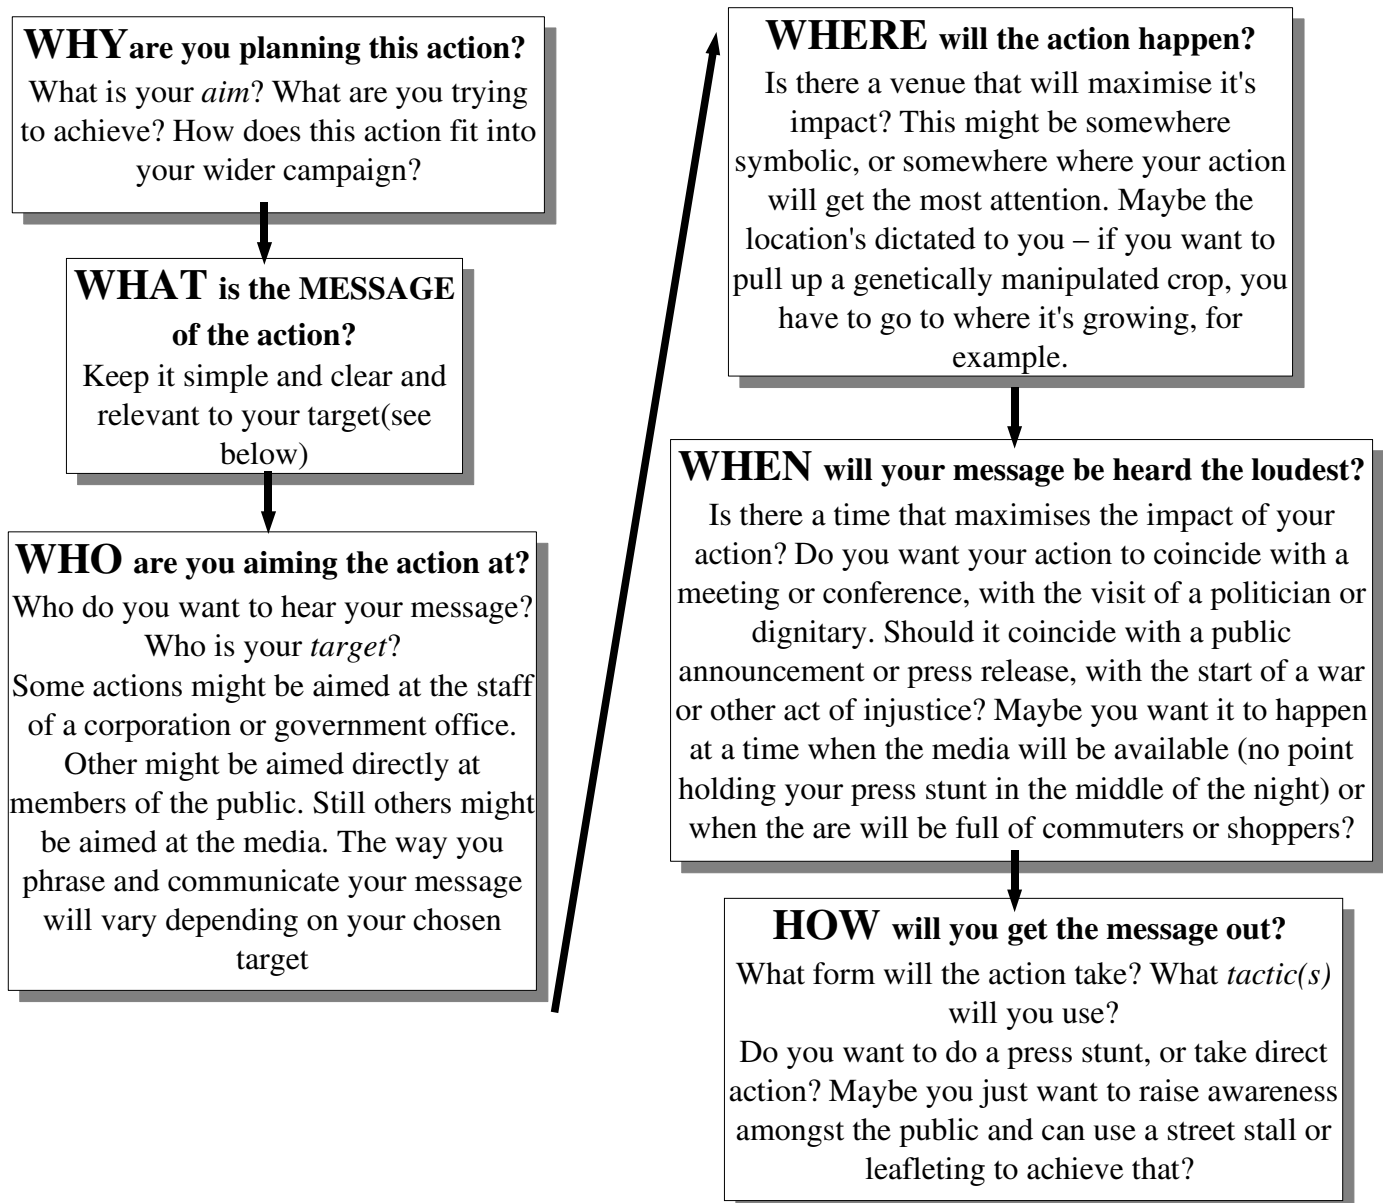 WHY are you planning this action?
What is your aim? What are you trying
to achieve? How does this action fit into
your wider campaign?
WHAT is the MESSAGE
of the action?
Keep it simple and clear and
relevant to your target(see
below)
WHO are you aiming the action at?
Who do you want to hear your message?
Who is your target?
Some actions might be aimed at the staff
of a corporation or government office.
Other might be aimed directly at
members of the public. Still others might
be aimed at the media. The way you
phrase and communicate your message
will vary depending on your chosen
target
WHERE will the action happen?
Is there a venue that will maximise it's
impact? This might be somewhere
symbolic, or somewhere where your action
will get the most attention. Maybe the
location's dictated to you – if you want to
pull up a genetically manipulated crop, you
have to go to where it's growing, for
example.
WHEN will your message be heard the loudest?
Is there a time that maximises the impact of your
action? Do you want your action to coincide with a
meeting or conference, with the visit of a politician or
dignitary. Should it coincide with a public
announcement or press release, with the start of a war
or other act of injustice? Maybe you want it to happen
at a time when the media will be available (no point
holding your press stunt in the middle of the night) or
when the are will be full of commuters or shoppers?
HOW will you get the message out?
What form will the action take? What tactic(s)
will you use?
Do you want to do a press stunt, or take direct
action? Maybe you just want to raise awareness
amongst the public and can use a street stall or
leafleting to achieve that?